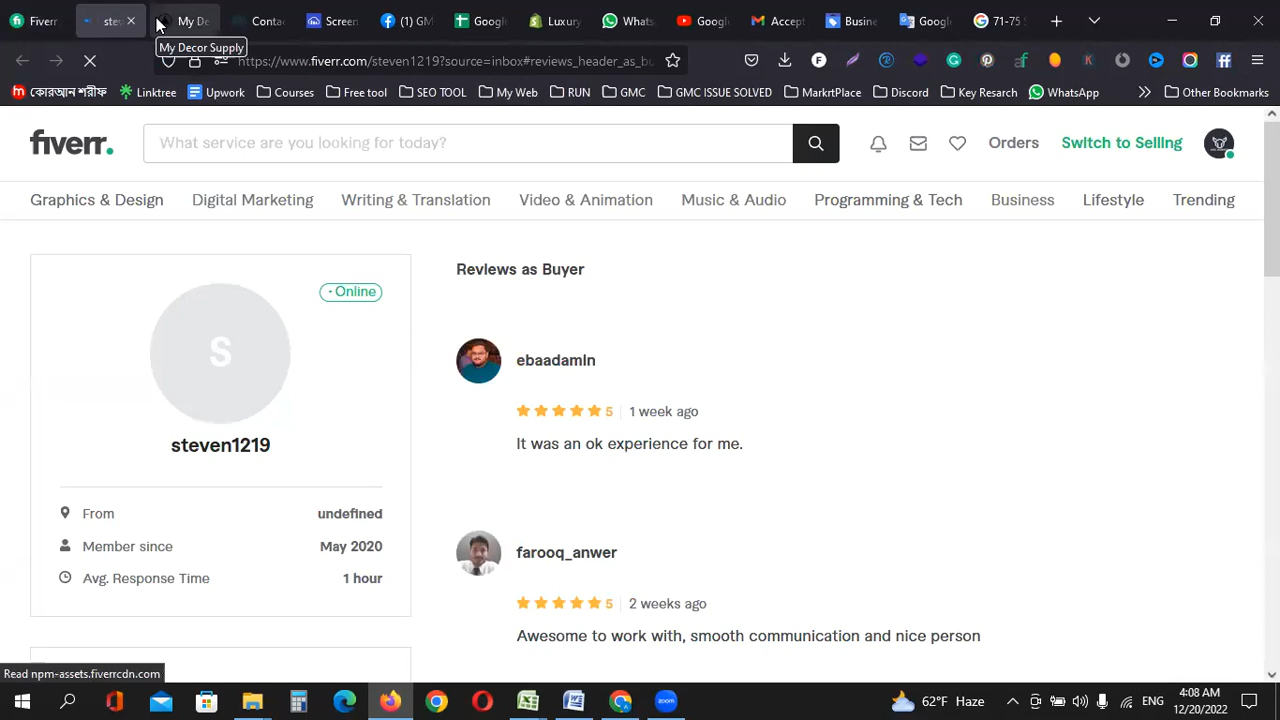 Fiverr
stev
My De
Contac
Screen
(1) GM
Google
Luxury
Whats
Google
Accept
Busine
Google
71-75 S
My Decor Supply
https://www.fiverr.com/steven1219?source=inbox#reviews_header_as_bu
কোরআন শরীফ
Linktree
Upwork
Courses
Free tool
SEO TOOL
My Web
RUN
GMC
GMC ISSUE SOLVED
MarkrtPlace
Discord
Key Resarch
WhatsApp
Other Bookmarks
fiverr.
What service are you looking for today?
Orders
Switch to Selling
Graphics & Design
Digital Marketing
Writing & Translation
Video & Animation
Music & Audio
Programming & Tech
Business
Lifestyle
Trending
Online
S
steven1219
From undefined
Member since May 2020
Avg. Response Time 1 hour
Reviews as Buyer
ebaadamin
5 1 week ago
It was an ok experience for me.
farooq_anwer
5 2 weeks ago
Awesome to work with, smooth communication and nice person
Read npm-assets.fiverrcdn.com
zoom
62°F Haze
ENG
4:08 AM
12/20/2022